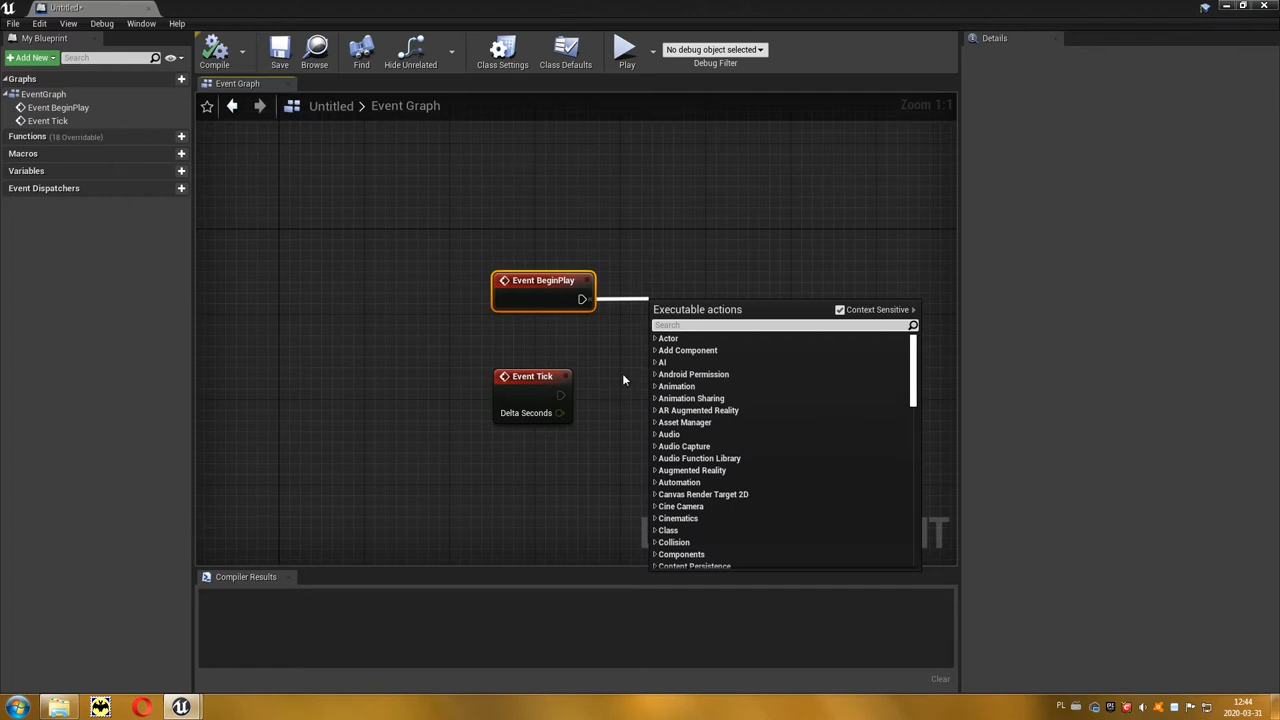 Untitled*
File Edit View Debug Window Help
My Blueprint
Details
Add New
Search
Compile
Save
Browse
Find
Hide Unrelated
Class Settings
Class Defaults
Play
No debug object selected
Debug Filter
Graphs
EventGraph
Event BeginPlay
Event Tick
Functions (18 Overridable)
Macros
Variables
Event Dispatchers
Event Graph
Untitled > Event Graph
Zoom 1:1
Event BeginPlay
Event Tick
Delta Seconds
Executable actions
Context Sensitive
Search
Actor
Add Component
AI
Android Permission
Animation
Animation Sharing
AR Augmented Reality
Asset Manager
Audio
Audio Capture
Audio Function Library
Augmented Reality
Automation
Canvas Render Target 2D
Cine Camera
Cinematics
Class
Collision
Components
Content Persistence
Compiler Results
Clear
PL
12:44
2020-03-31